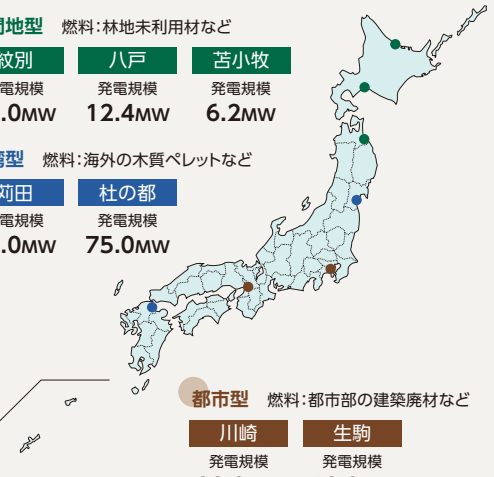 間地型 燃料：林地未利用材など
紋別 八戸 苫小牧
電規模 発電規模 発電規模
.0MW 12.4MW 6.2MW
湾型 燃料：海外の木質ペレットなど
苅田 杜の都
電規模 発電規模
.0MW 75.0MW
都市型 燃料：都市部の建築廃材など
川崎 生駒
発電規模 発電規模